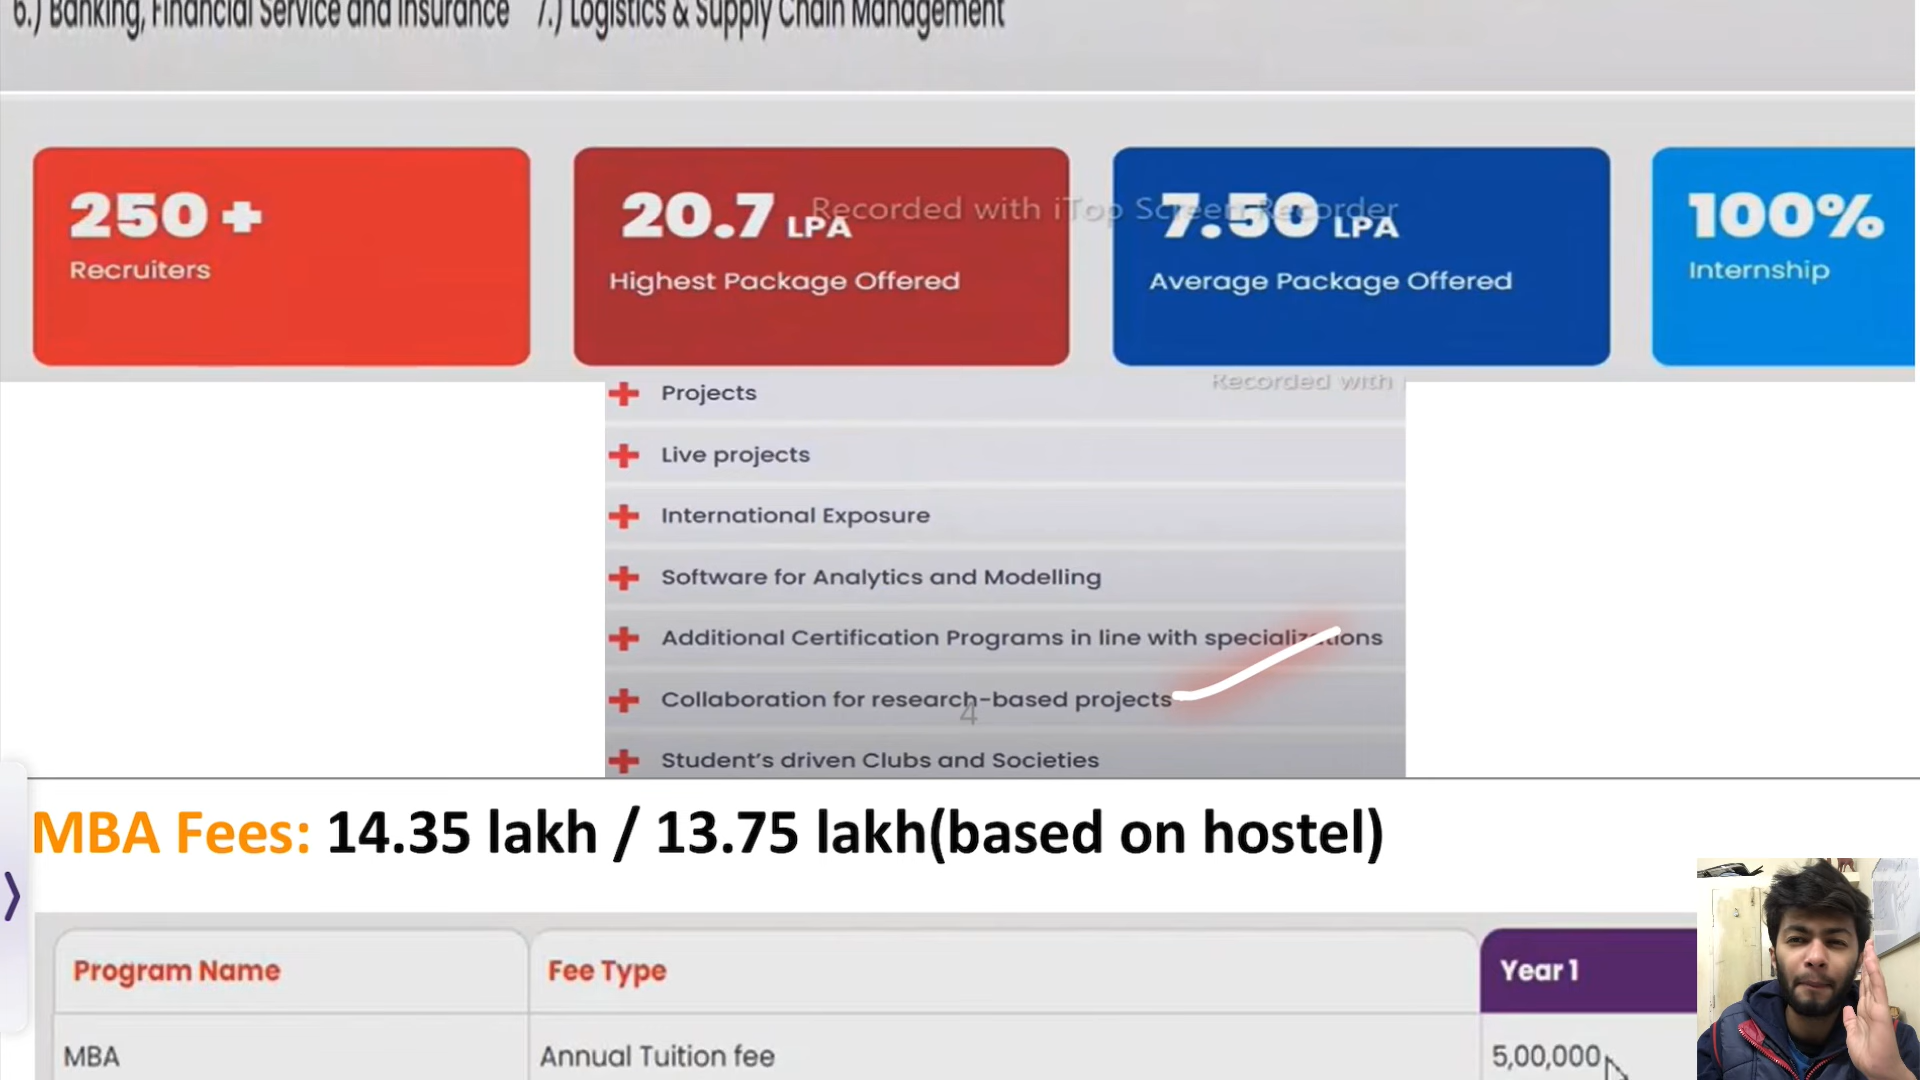 6.) Banking, Financial Service and Insurance 7.) Logistics & Supply Chain Management
250 +
Recruiters
20.7 LPA
Highest Package Offered
7.50 LPA
Average Package Offered
100%
Internship
Recorded with iTop Screen Recorder
Recorded with
Projects
Live projects
International Exposure
Software for Analytics and Modelling
Additional Certification Programs in line with specializations
Collaboration for research-based projects
4
Student's driven Clubs and Societies
MBA Fees: 14.35 lakh / 13.75 lakh(based on hostel)
Program Name Fee Type Year 1
MBA Annual Tuition fee 5,00,000